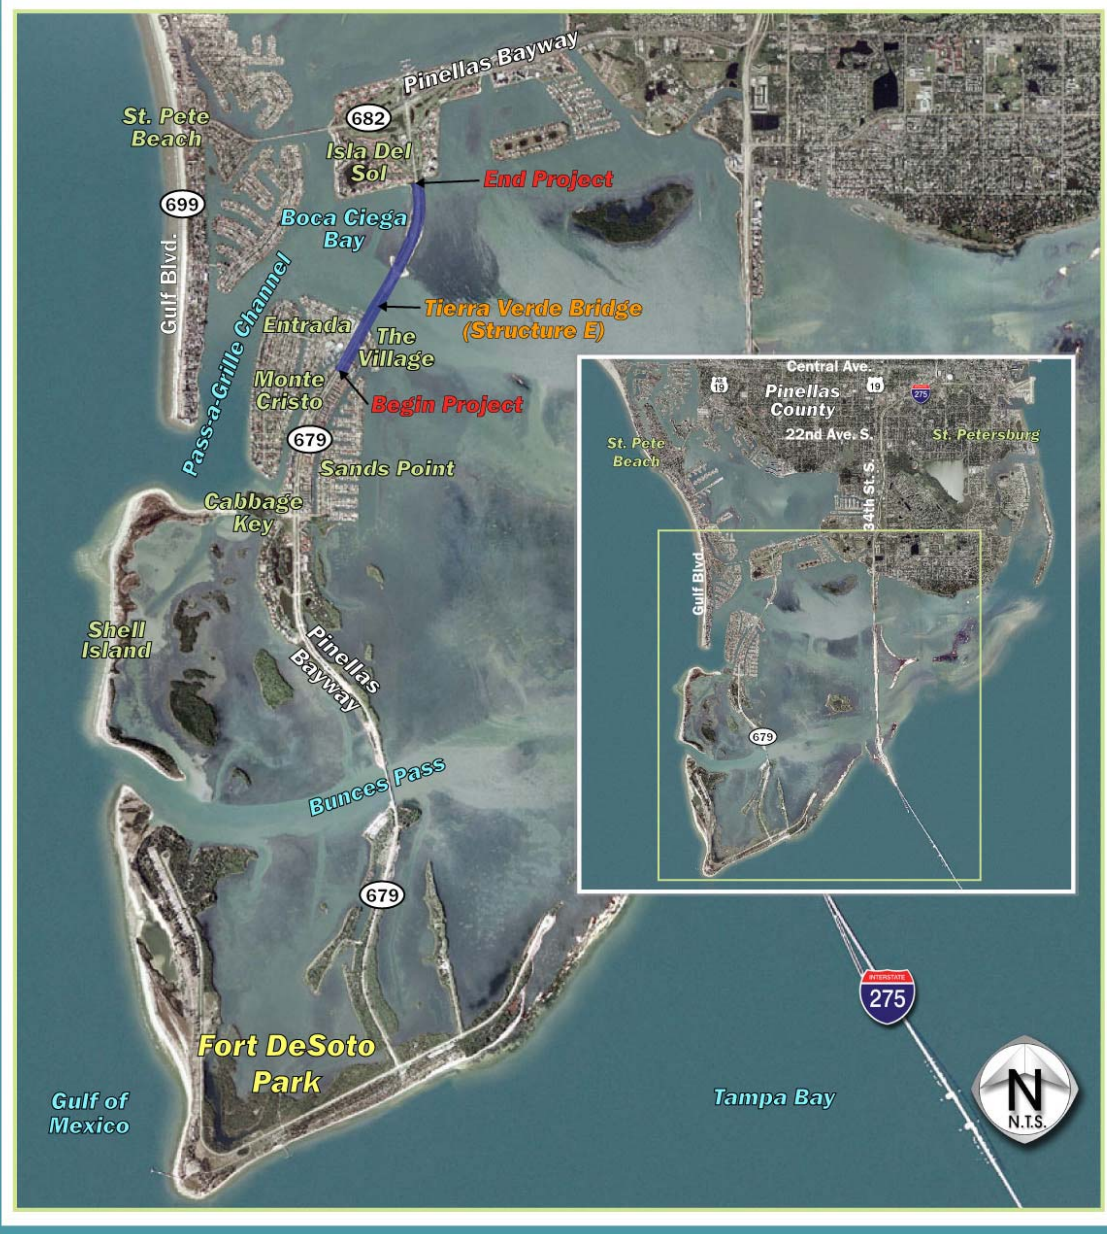 Pinellas Bayway
682
St. Pete
Beach
Isla Del
Sol
End Project
699
Boca Ciega
Bay
Gulf Blvd.
Pass-a-Grille Channel
Tierra Verde Bridge
(Structure E)
Entrada
The
Village
Monte
Cristo
Begin Project
679
Sands Point
Cabbage
Key
Shell
Island
Pinellas
Bayway
Bunces Pass
679
Fort DeSoto
Park
Gulf of
Mexico
Tampa Bay
INTERSTATE
275
N
N.T.S.
Central Ave.
ALT
19
19
275
Pinellas
County
22nd Ave. S.
St. Petersburg
St. Pete
Beach
34th St. S.
Gulf Blvd.
679